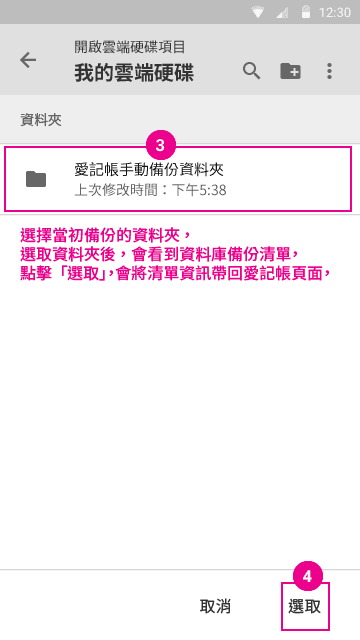 12:30
開啟雲端硬碟項目
我的雲端硬碟
資料夾
3
愛記帳手動備份資料夾
上次修改時間：下午5:38
選擇當初備份的資料夾，
選取資料夾後，會看到資料庫備份清單，
點擊「選取」，會將清單資訊帶回愛記帳頁面，
4
取消 選取